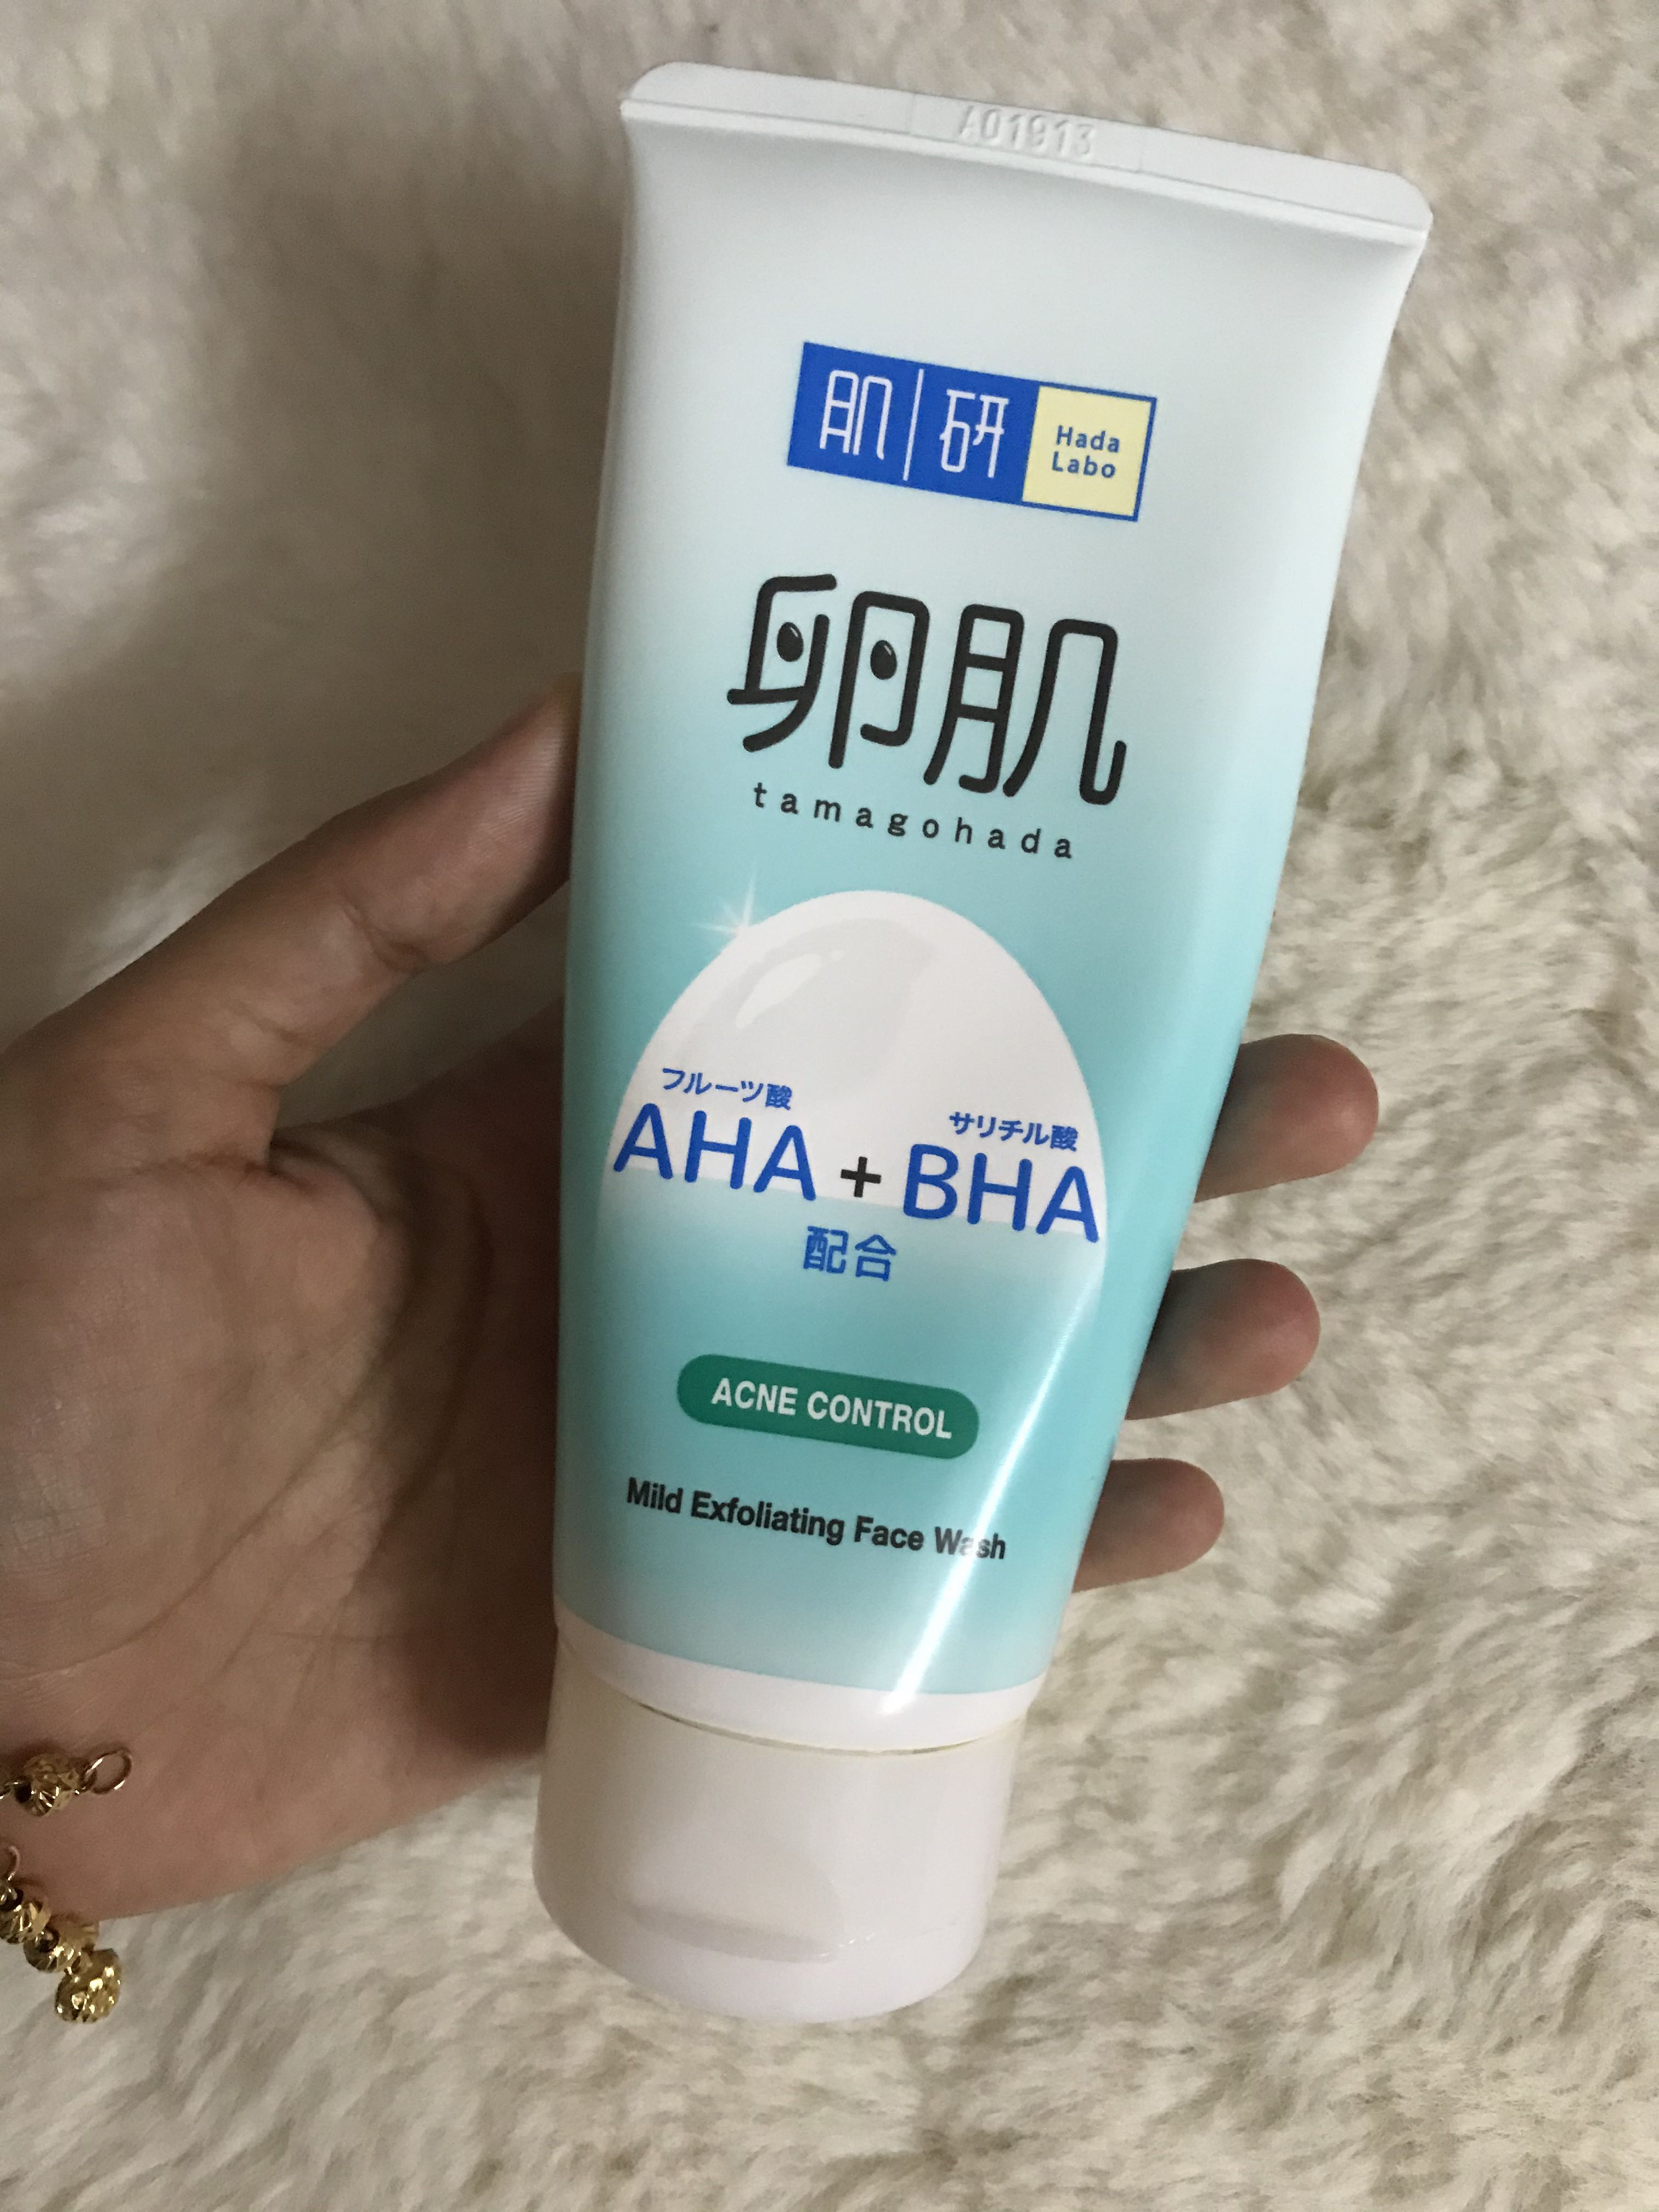 A01913
肌研 Hada Labo
卵肌
tamagohada
フルーツ酸 サリチル酸
AHA + BHA
配合
ACNE CONTROL
Mild Exfoliating Face Wash